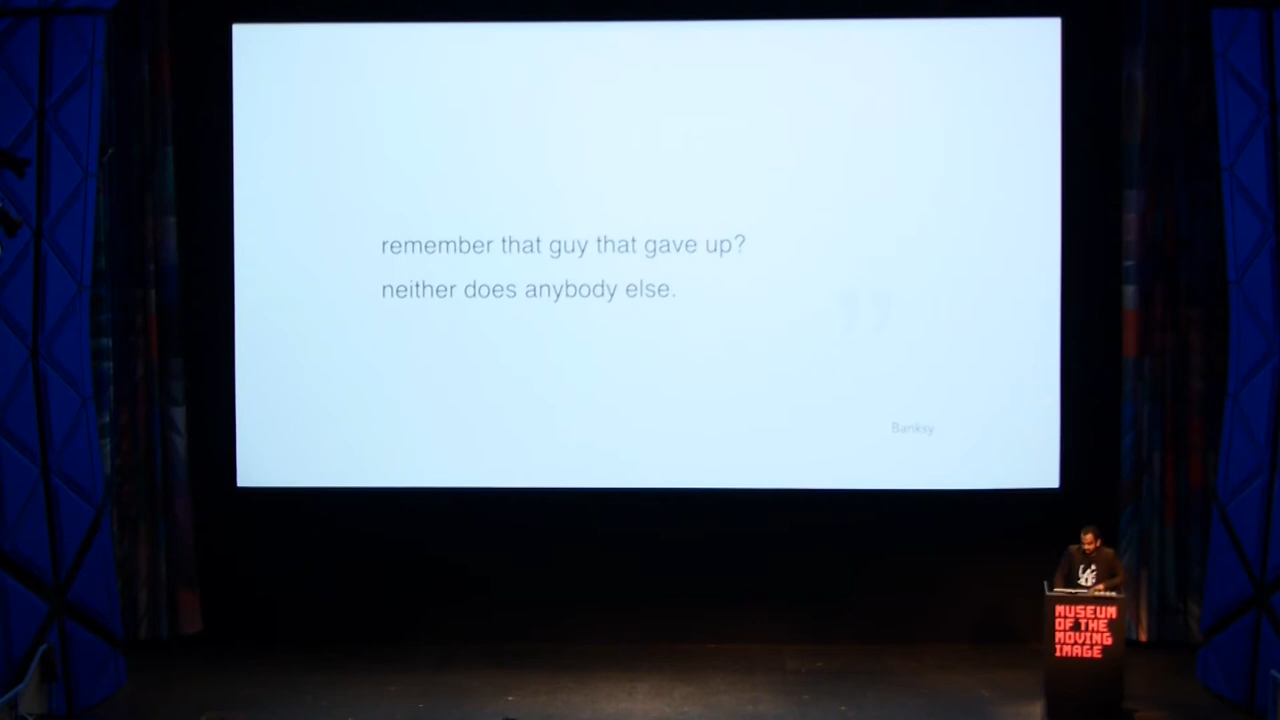 remember that guy that gave up?
neither does anybody else.
”
Banksy
MUSEUM
OF THE
MOVING
IMAGE